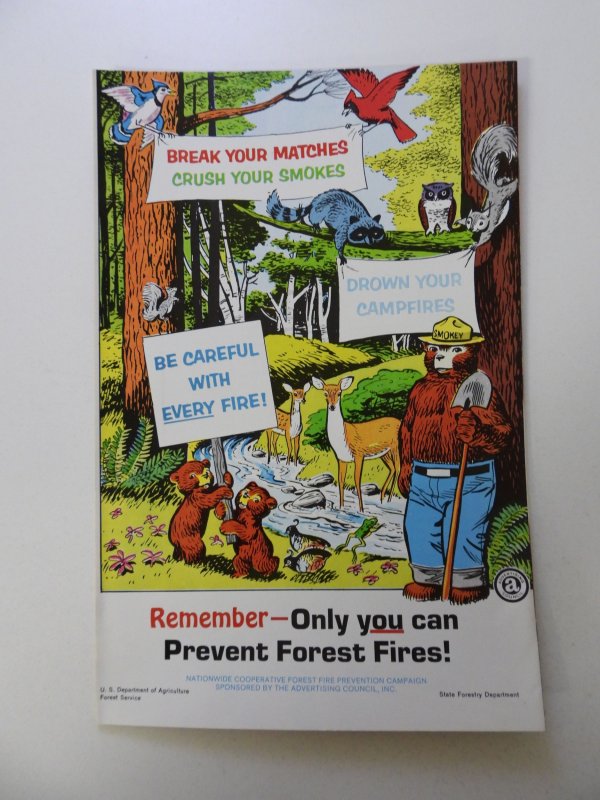 BREAK YOUR MATCHES
CRUSH YOUR SMOKES
DROWN YOUR
CAMPFIRES
SMOKEY
BE CAREFUL
WITH
EVERY FIRE!
a
Remember—Only you can
Prevent Forest Fires!
NATIONWIDE COOPERATIVE FOREST FIRE PREVENTION CAMPAIGN
SPONSORED BY THE ADVERTISING COUNCIL, INC.
U. S. Department of Agriculture
Forest Service
State Forestry Department